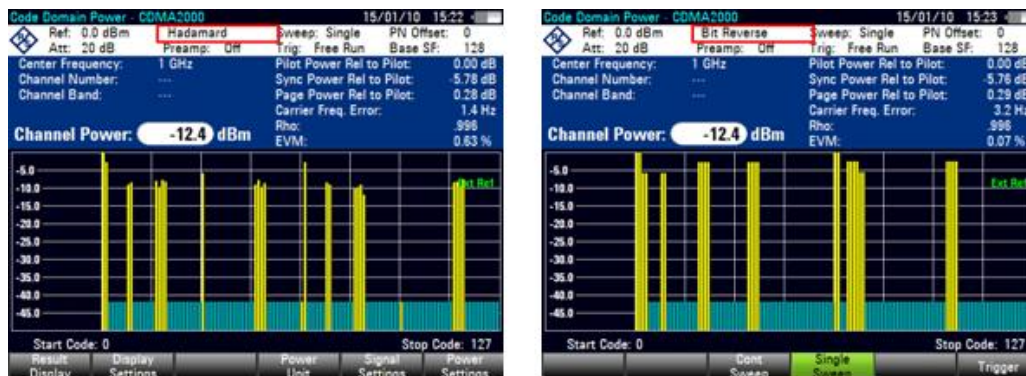 Code Domain Power - CDMA2000 15/01/10 15:22
Ref: 0.0 dBm Hadamard Sweep: Single PN Offset: 0
Att: 20 dB Preamp: Off Trig: Free Run Base SF: 128
Center Frequency: 1 GHz Pilot Power Rel to Pilot: 0.00 dB
Channel Number: --- Sync Power Rel to Pilot: -5.78 dB
Channel Band: --- Page Power Rel to Pilot: 0.28 dB
Carrier Freq. Error: 1.4 Hz
Rho: .996
Channel Power: -12.4 dBm EVM: 0.63 %
-5.0
-10.0 Ext Ref
-15.0
-20.0
-25.0
-30.0
-35.0
-40.0
-45.0
Start Code: 0 Stop Code: 127
Result Display Power Signal Power
Display Settings Unit Settings Settings
Code Domain Power - CDMA2000 15/01/10 15:23
Ref: 0.0 dBm Bit Reverse Sweep: Single PN Offset: 0
Att: 20 dB Preamp: Off Trig: Free Run Base SF: 128
Center Frequency: 1 GHz Pilot Power Rel to Pilot: 0.00 dB
Channel Number: --- Sync Power Rel to Pilot: -5.76 dB
Channel Band: --- Page Power Rel to Pilot: 0.29 dB
Carrier Freq. Error: 3.2 Hz
Rho: .996
Channel Power: -12.4 dBm EVM: 0.07 %
-5.0
-10.0 Ext Ref
-15.0
-20.0
-25.0
-30.0
-35.0
-40.0
-45.0
Start Code: 0 Stop Code: 127
Cont Single Trigger
Sweep Sweep